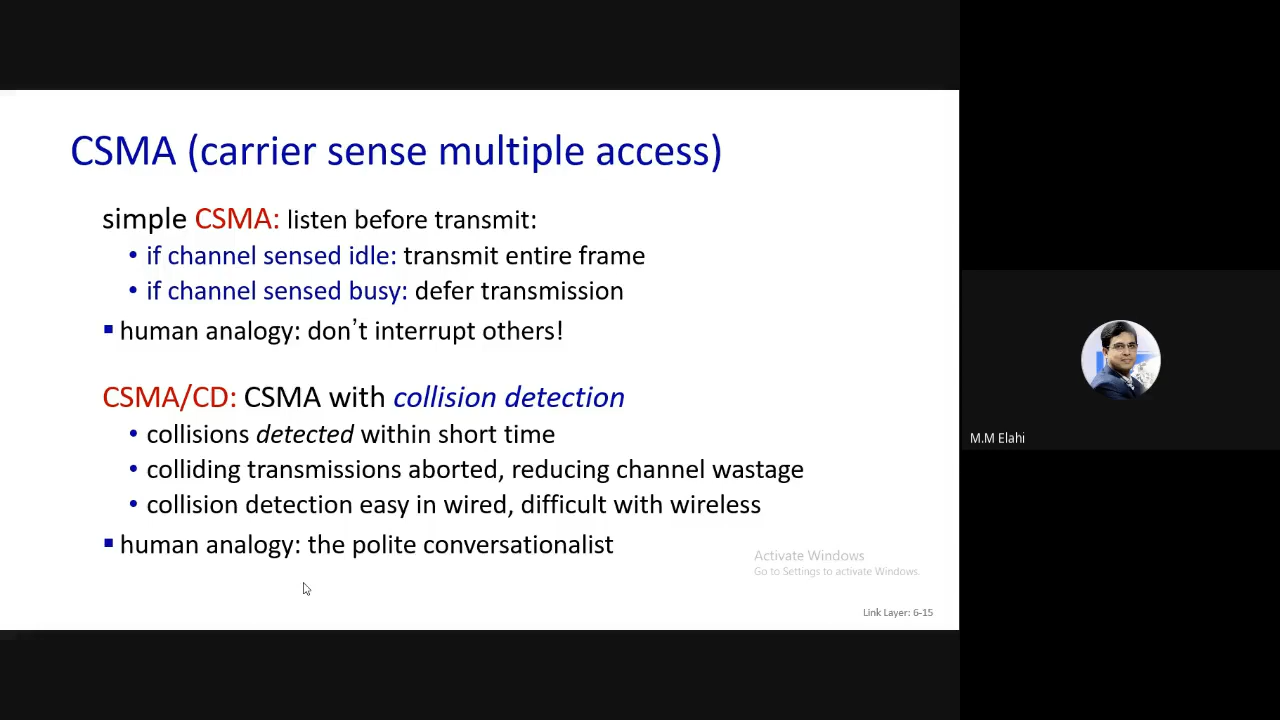 CSMA (carrier sense multiple access)
simple CSMA: listen before transmit:
• if channel sensed idle: transmit entire frame
• if channel sensed busy: defer transmission
▪ human analogy: don’t interrupt others!
CSMA/CD: CSMA with collision detection
• collisions detected within short time
• colliding transmissions aborted, reducing channel wastage
• collision detection easy in wired, difficult with wireless
▪ human analogy: the polite conversationalist
Activate Windows
Go to Settings to activate Windows.
Link Layer: 6-15
M.M Elahi